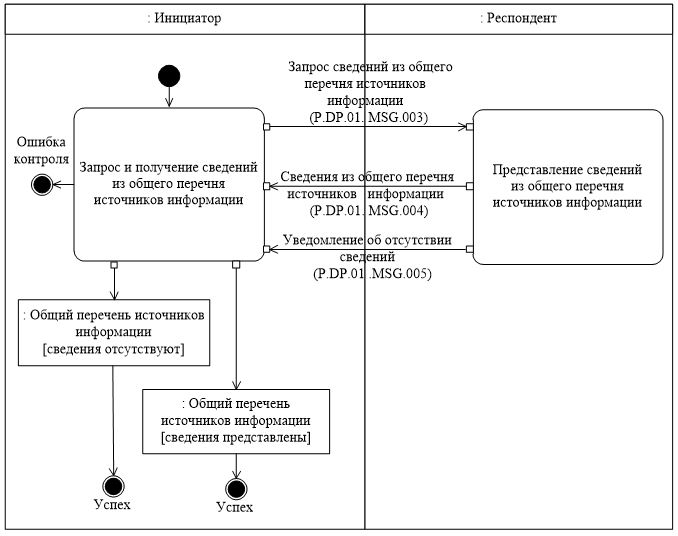 : Инициатор
: Респондент
Запрос сведений из общего
перечня источников
информации
(P.DP.01. MSG.003)
Ошибка
контроля
Запрос и получение сведений
из общего перечня
источников информации
Сведения из общего перечня
источников информации
(P.DP.01. MSG.004)
Представление сведений
из общего перечня
источников информации
Уведомление об отсутствии
сведений
(P.DP.01 .MSG.005)
: Общий перечень источников
информации
[сведения отсутствуют]
: Общий перечень
источников информации
[сведения представлены]
Успех
Успех